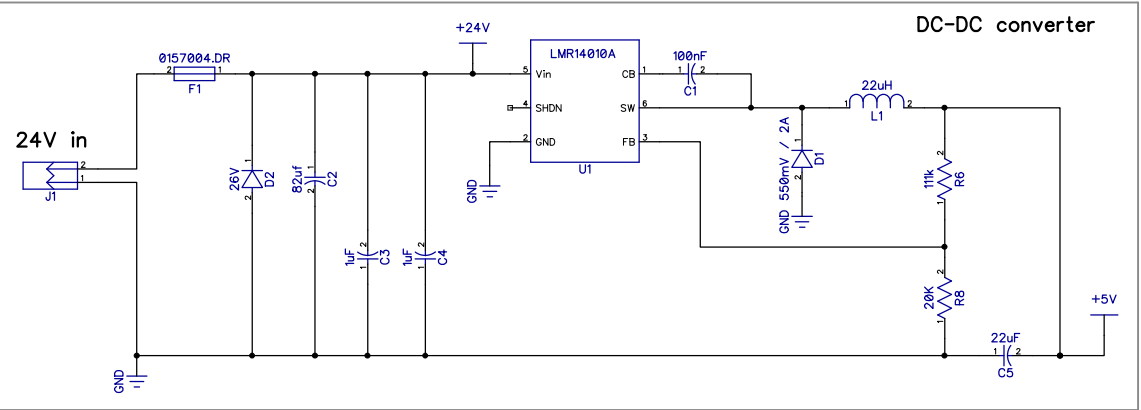 DC-DC converter
+24V
0157004.DR
2 1
F1
LMR14010A
5 Vin CB 1
4 SHDN SW 6
2 GND FB 3
U1
100nF
1 2
C1
22uH
1 2
L1
24V in
2
1
J1
GND
26V
1
2
D2
82uf
1
2
C2
1uF
2
1
C3
1uF
2
1
C4
GND
550mV / 2A
1
2
D1
GND
111k
2
1
R6
20K
2
1
R8
22uF
1 2
C5
+5V